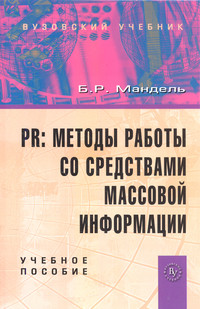 ВУЗОВСКИЙ УЧЕБНИК
Б.Р. Мандель
PR: МЕТОДЫ РАБОТЫ
СО СРЕДСТВАМИ
МАССОВОЙ
ИНФОРМАЦИИ
УЧЕБНОЕ
ПОСОБИЕ